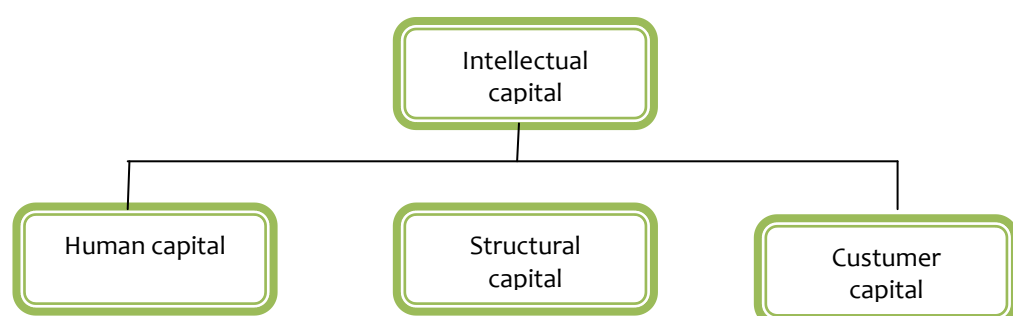 Intellectual
capital
Human capital
Structural
capital
Custumer
capital